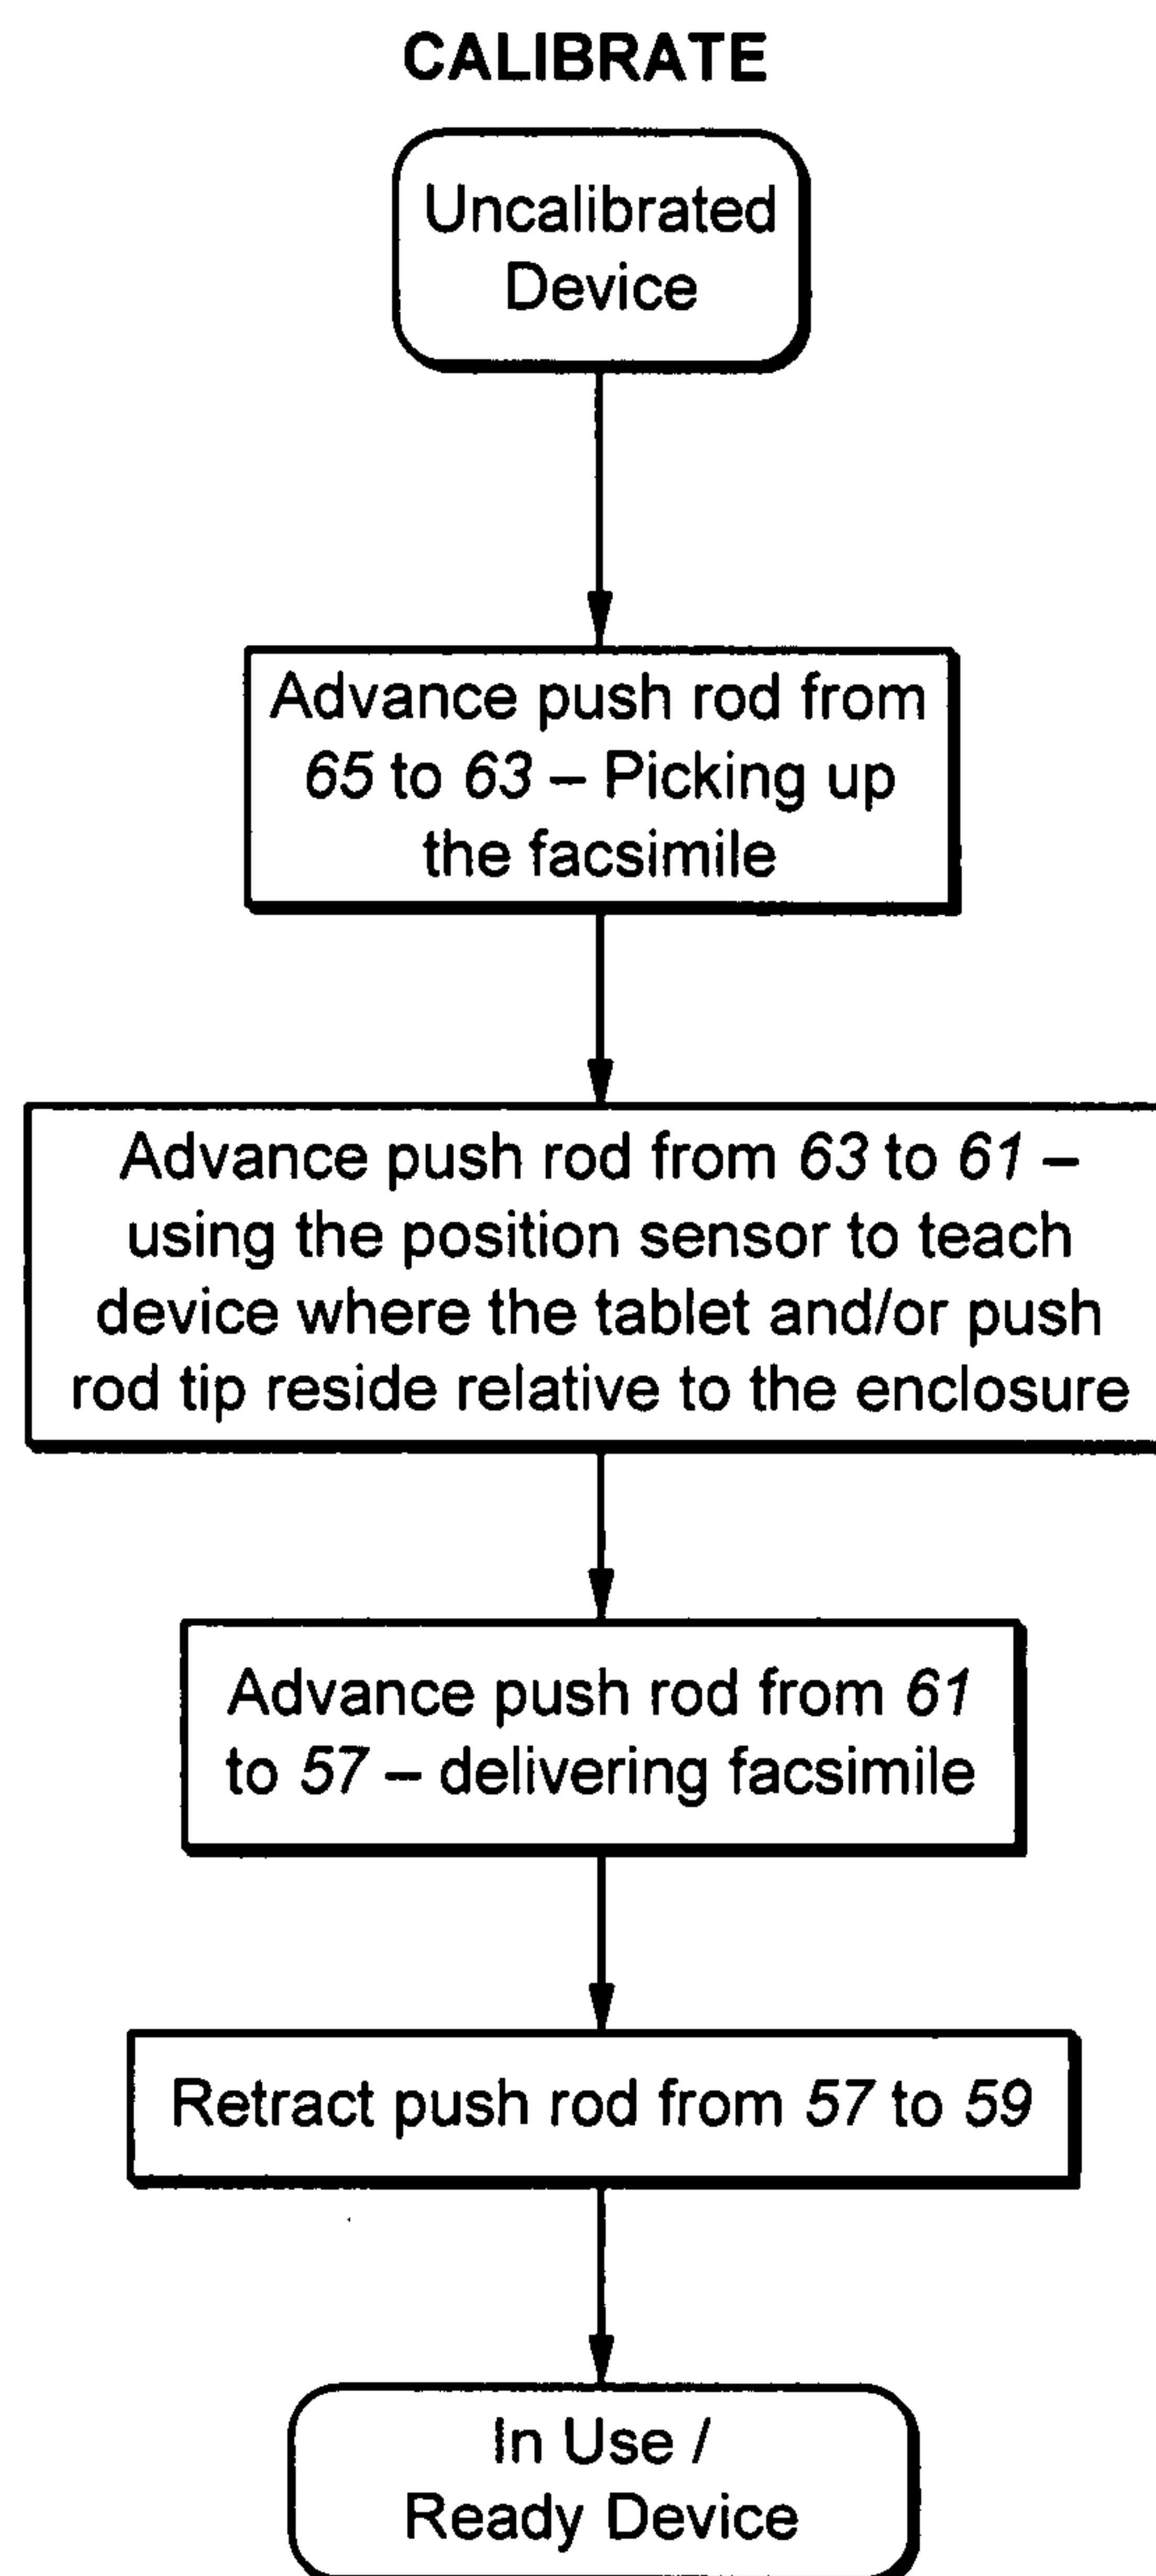 CALIBRATE
Uncalibrated
Device
Advance push rod from
65 to 63 – Picking up
the facsimile
Advance push rod from 63 to 61 –
using the position sensor to teach
device where the tablet and/or push
rod tip reside relative to the enclosure
Advance push rod from 61
to 57 – delivering facsimile
Retract push rod from 57 to 59
In Use /
Ready Device